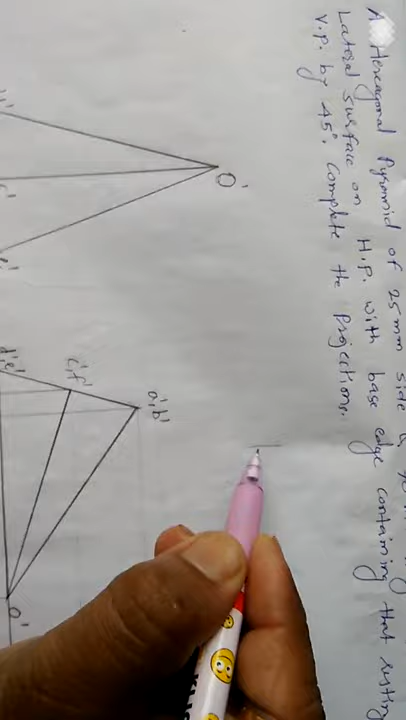 A Hexagonal Pyramid of 25mm side &
Lateral surface on H.P. with base edge containing that resting
V.P. by 45°. Complete the Projections.
O'
c',f'
a',b'
d',e'
O'